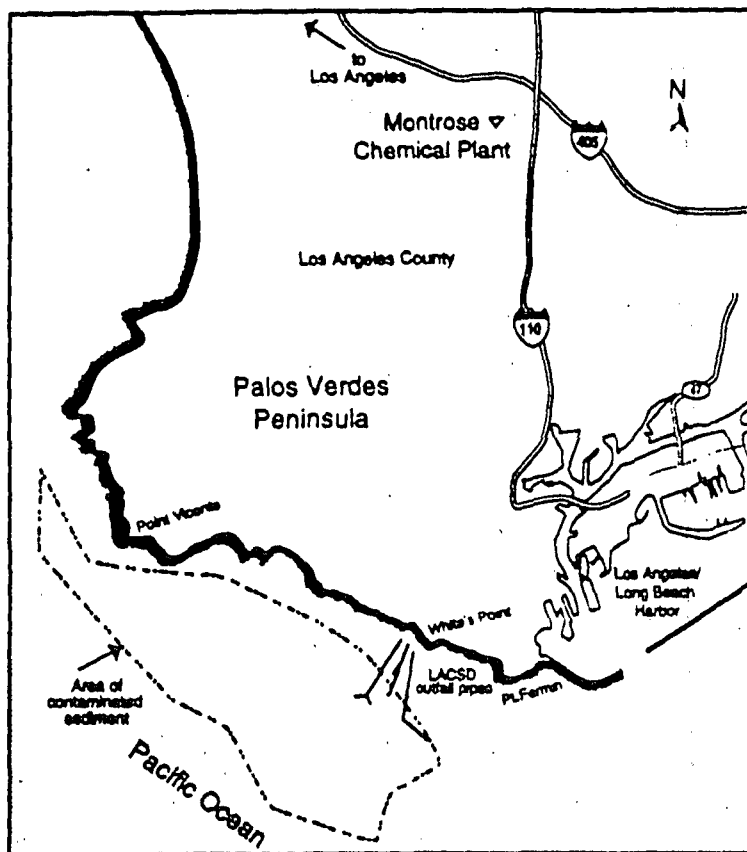 to
Los Angeles
N
Montrose
Chemical Plant
405
Los Angeles County
110
Palos Verdes
Peninsula
47
Point Vicente
Los Angeles/
Long Beach
Harbor
White's Point
LACSD
outfall pipes
Pt. Fermin
Area of
contaminated
sediment
Pacific Ocean